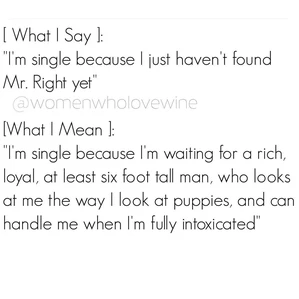 [ What I Say ]:
"I'm single because I just haven't found
Mr. Right yet"
@womenwholovewine
[What I Mean ]:
"I'm single because I'm waiting for a rich,
loyal, at least six foot tall man, who looks
at me the way I look at puppies, and can
handle me when I'm fully intoxicated"